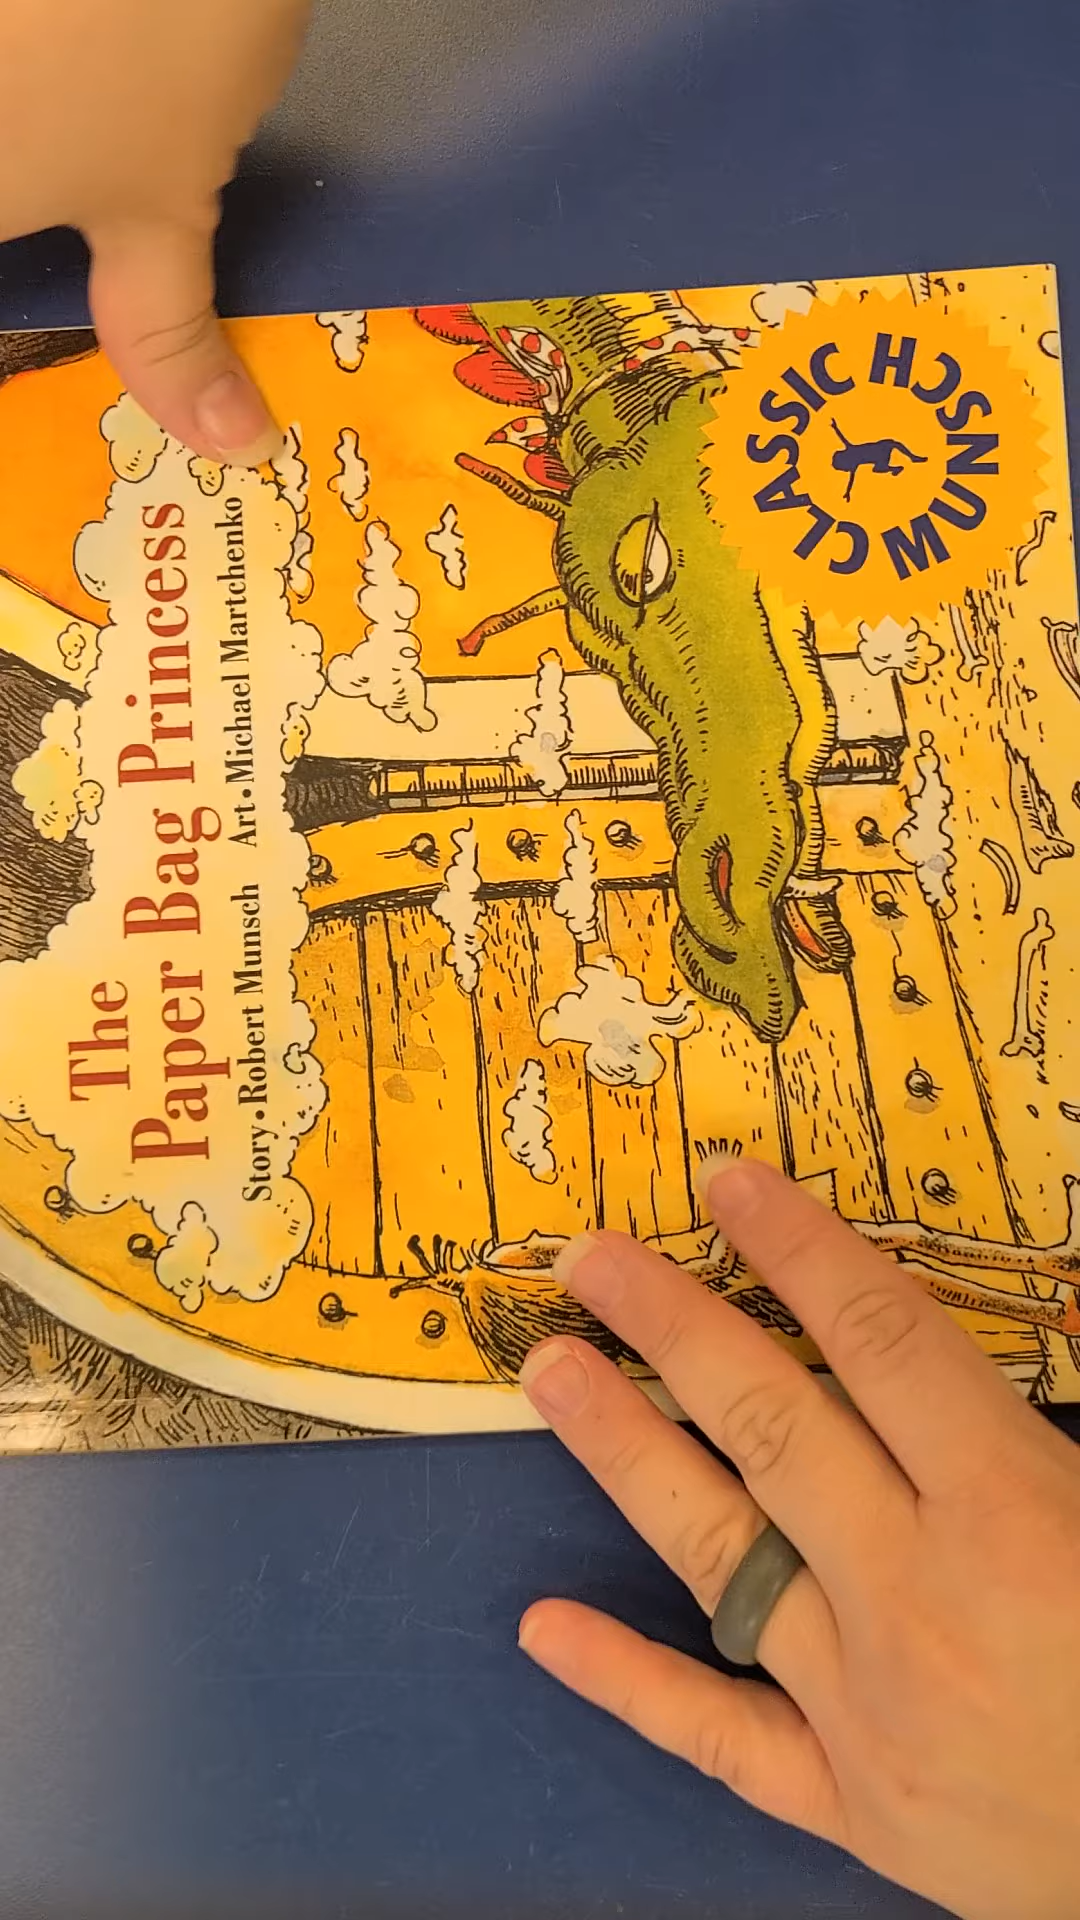 The
Paper Bag Princess
Story • Robert Munsch Art • Michael Martchenko
CLASSIC MUNSCH